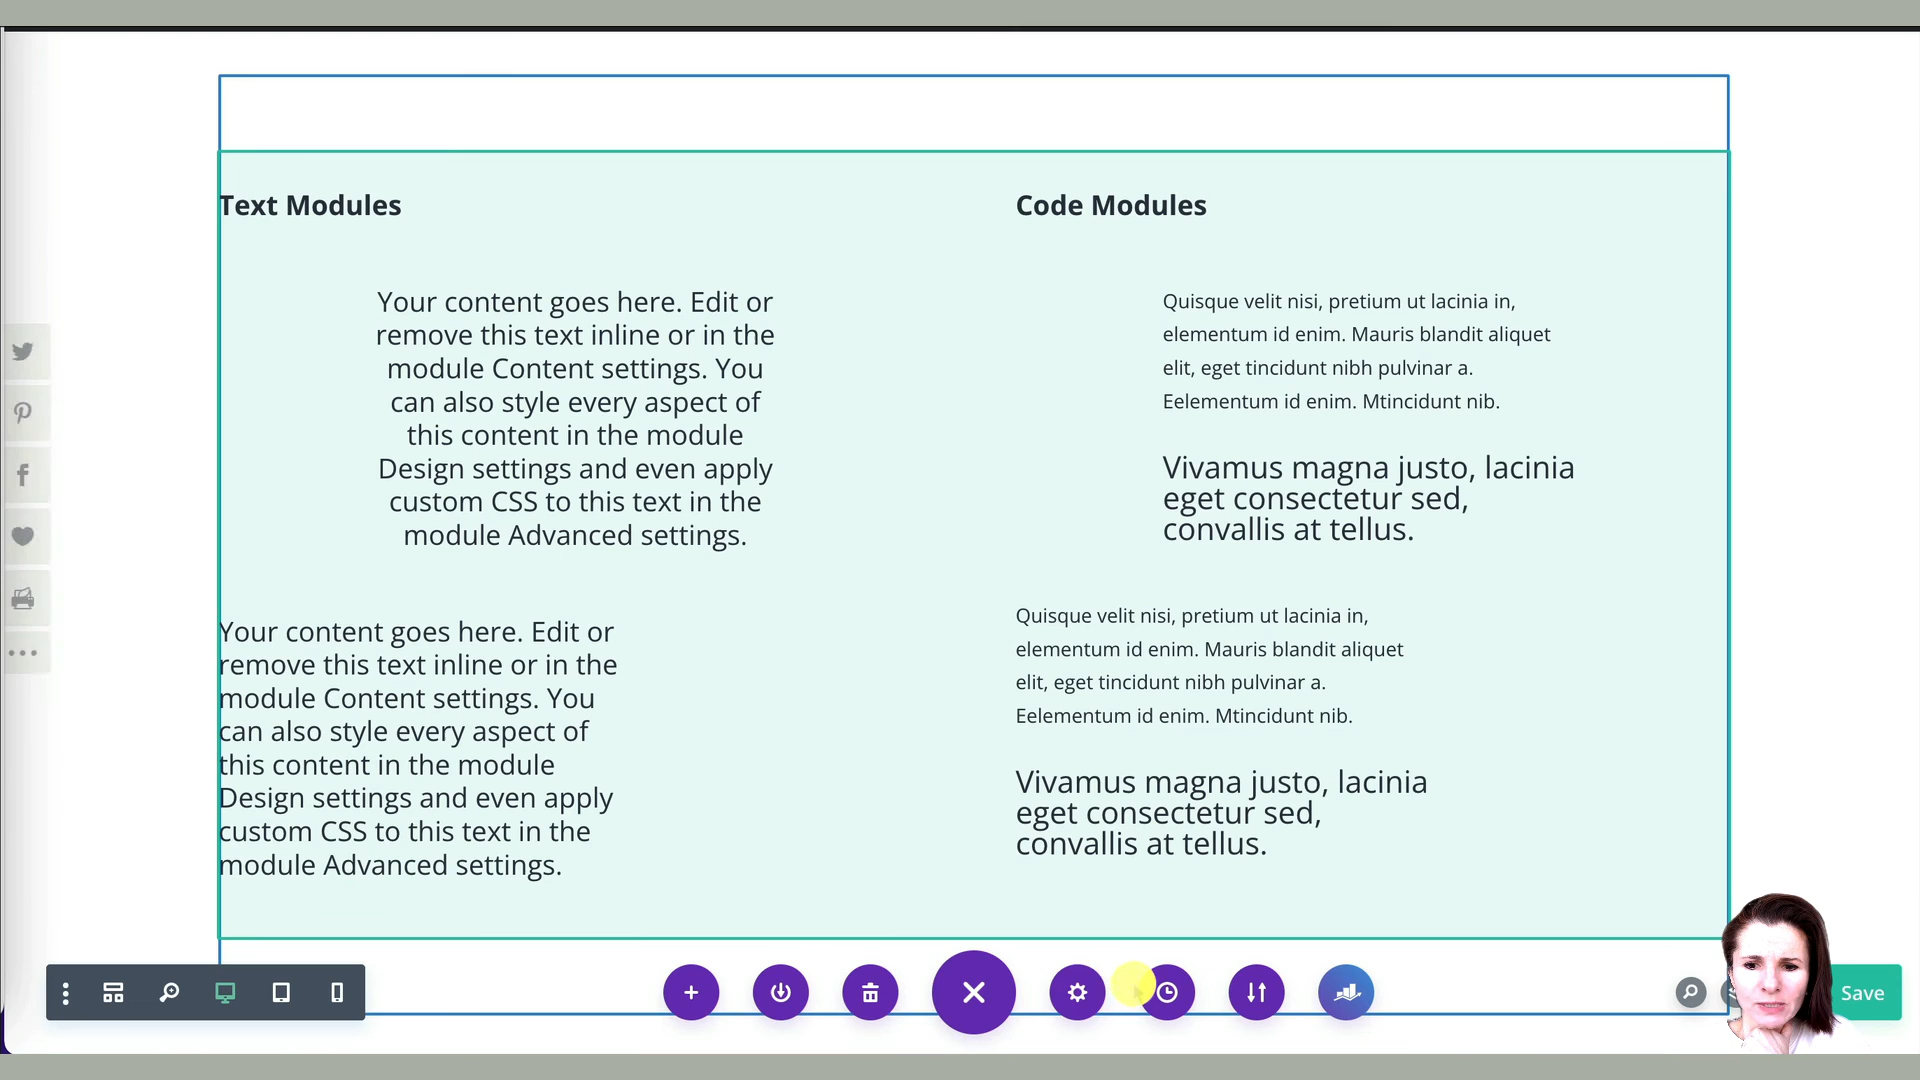 Text Modules
Your content goes here. Edit or
remove this text inline or in the
module Content settings. You
can also style every aspect of
this content in the module
Design settings and even apply
custom CSS to this text in the
module Advanced settings.
Your content goes here. Edit or
remove this text inline or in the
module Content settings. You
can also style every aspect of
this content in the module
Design settings and even apply
custom CSS to this text in the
module Advanced settings.
Code Modules
Quisque velit nisi, pretium ut lacinia in,
elementum id enim. Mauris blandit aliquet
elit, eget tincidunt nibh pulvinar a.
Eelementum id enim. Mtincidunt nib.
Vivamus magna justo, lacinia
eget consectetur sed,
convallis at tellus.
Quisque velit nisi, pretium ut lacinia in,
elementum id enim. Mauris blandit aliquet
elit, eget tincidunt nibh pulvinar a.
Eelementum id enim. Mtincidunt nib.
Vivamus magna justo, lacinia
eget consectetur sed,
convallis at tellus.
Save